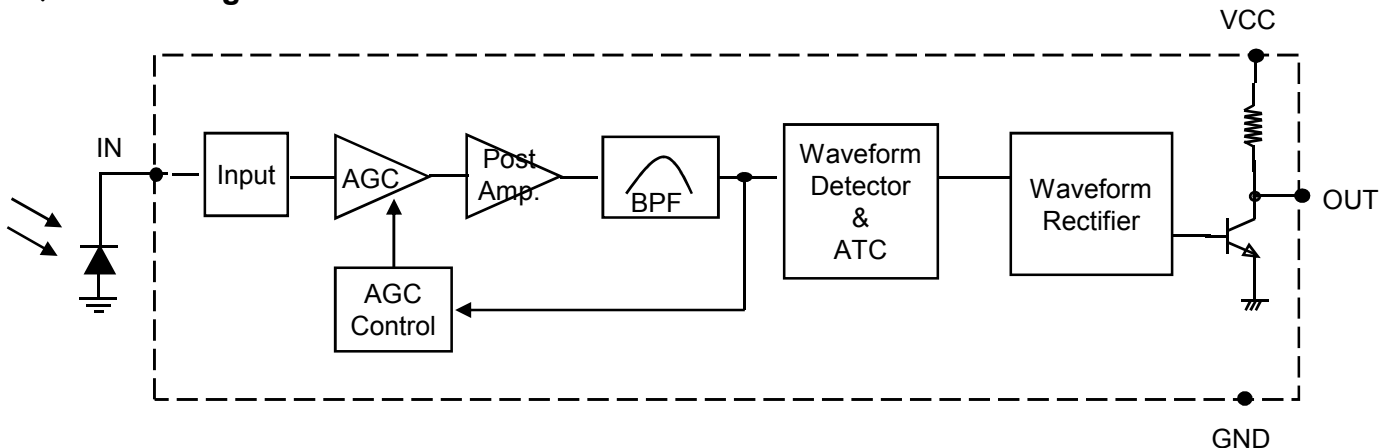 VCC
IN
Input
AGC
Post
Amp.
BPF
Waveform
Detector
&
ATC
Waveform
Rectifier
OUT
AGC
Control
GND